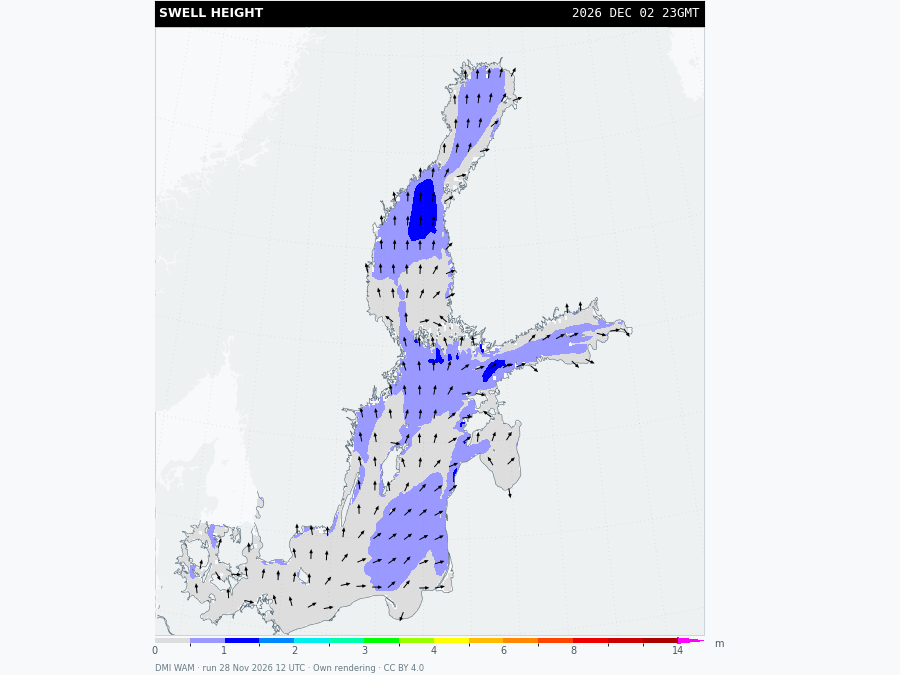 SWELL HEIGHT 2026 DEC 02 23GMT
0 1 2 3 4 6 8 14 m
DMI WAM · run 28 Nov 2026 12 UTC · Own rendering · CC BY 4.0